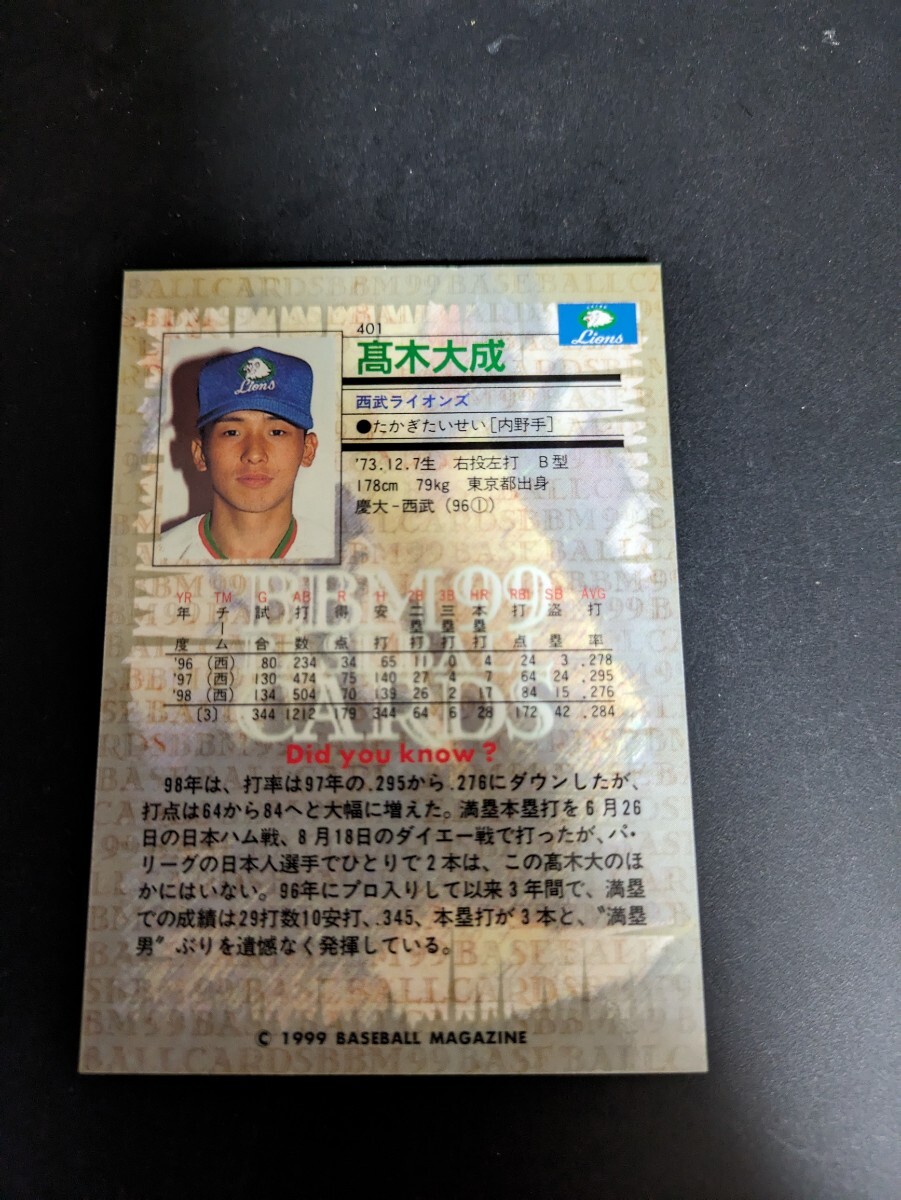 401
髙木大成
Lions
Lions
西武ライオンズ
●たかぎたいせい[内野手]
'73.12.7生 右投左打 B型
178cm 79kg 東京都出身
慶大-西武(96①)
BBM99
CARDS
YR TM G AB R H 2B 3B HR RBI SB AVG
年度 チーム 試合 打数 得点 安打 二塁打 三塁打 本塁打 打点 盗塁 打率
'96 (西) 80 234 34 65 11 0 4 24 3 .278
'97 (西) 130 474 75 140 27 4 7 64 24 .295
'98 (西) 134 504 70 139 26 2 17 84 15 .276
〔3〕 344 1212 179 344 64 6 28 172 42 .284
Did you know?
98年は、打率は97年の.295から.276にダウンしたが、
打点は64から84へと大幅に増えた。満塁本塁打を6月26
日の日本ハム戦、8月18日のダイエー戦で打ったが、パ・
リーグの日本人選手でひとりで2本は、この髙木大のほ
かにはいない。96年にプロ入りして以来3年間で、満塁
での成績は29打数10安打、.345、本塁打が3本と、〝満塁
男〟ぶりを遺憾なく発揮している。
© 1999 BASEBALL MAGAZINE